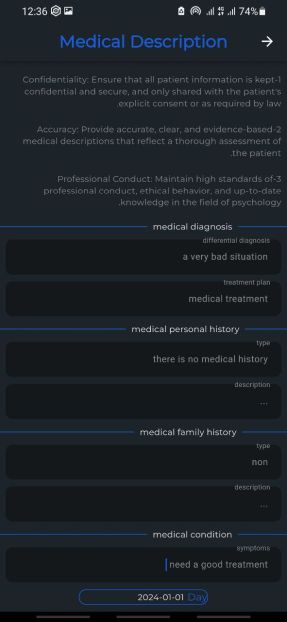 12:36
74%
Medical Description
Confidentiality: Ensure that all patient information is kept-1
confidential and secure, and only shared with the patient's
.explicit consent or as required by law
Accuracy: Provide accurate, clear, and evidence-based-2
medical descriptions that reflect a thorough assessment of
.the patient
Professional Conduct: Maintain high standards of-3
professional conduct, ethical behavior, and up-to-date
.knowledge in the field of psychology
medical diagnosis
differential diagnosis
a very bad situation
treatment plan
medical treatment
medical personal history
type
there is no medical history
description
...
medical family history
type
non
description
...
medical condition
symptoms
need a good treatment
2024-01-01 Day